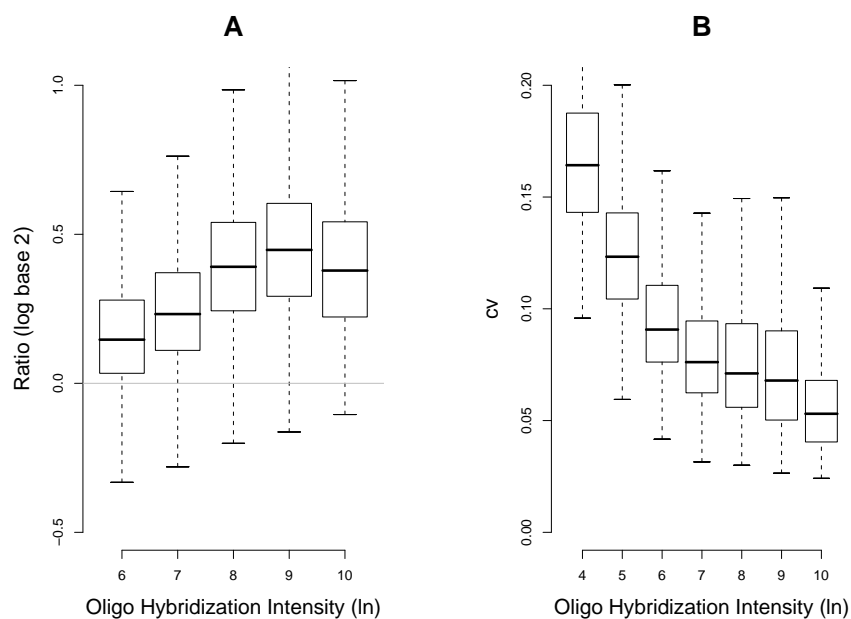 A
Ratio (log base 2)
1.0
0.5
0.0
−0.5
6 7 8 9 10
Oligo Hybridization Intensity (ln)
B
cv
0.20
0.15
0.10
0.05
0.00
4 5 6 7 8 9 10
Oligo Hybridization Intensity (ln)